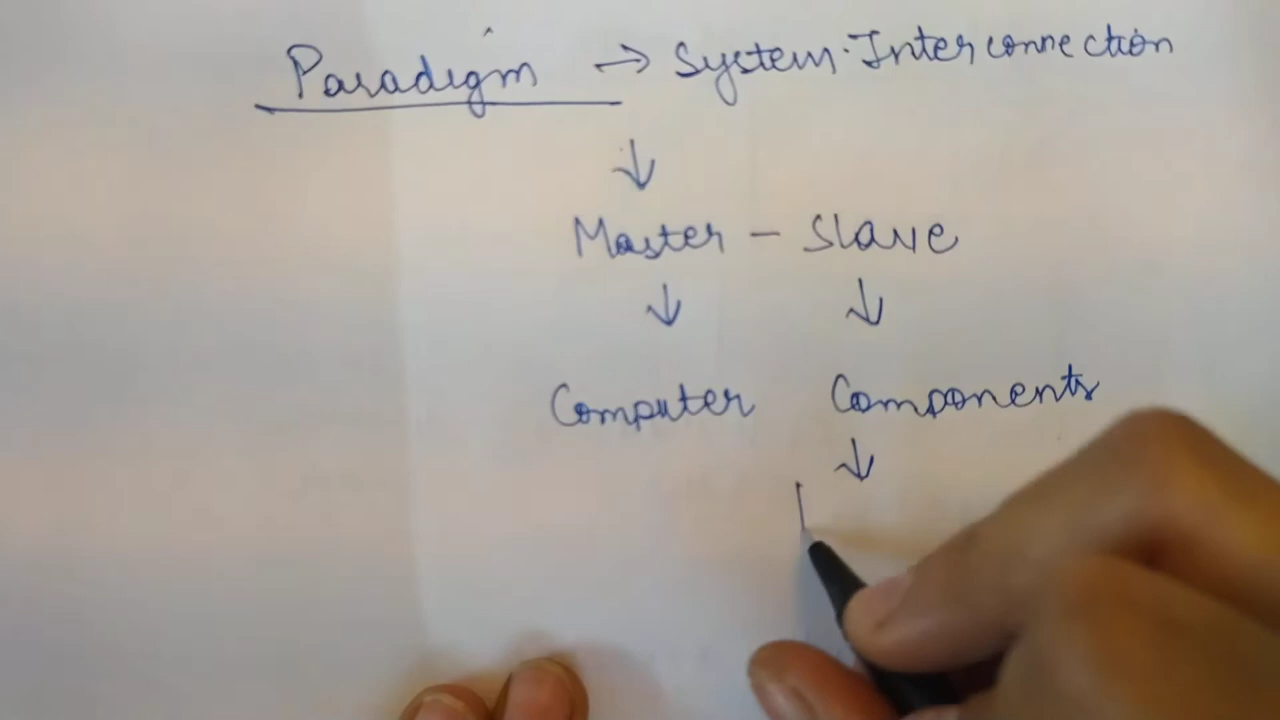 Paradigm → System Interconnection
↓
Master - Slave
↓ ↓
Computer Components
↓